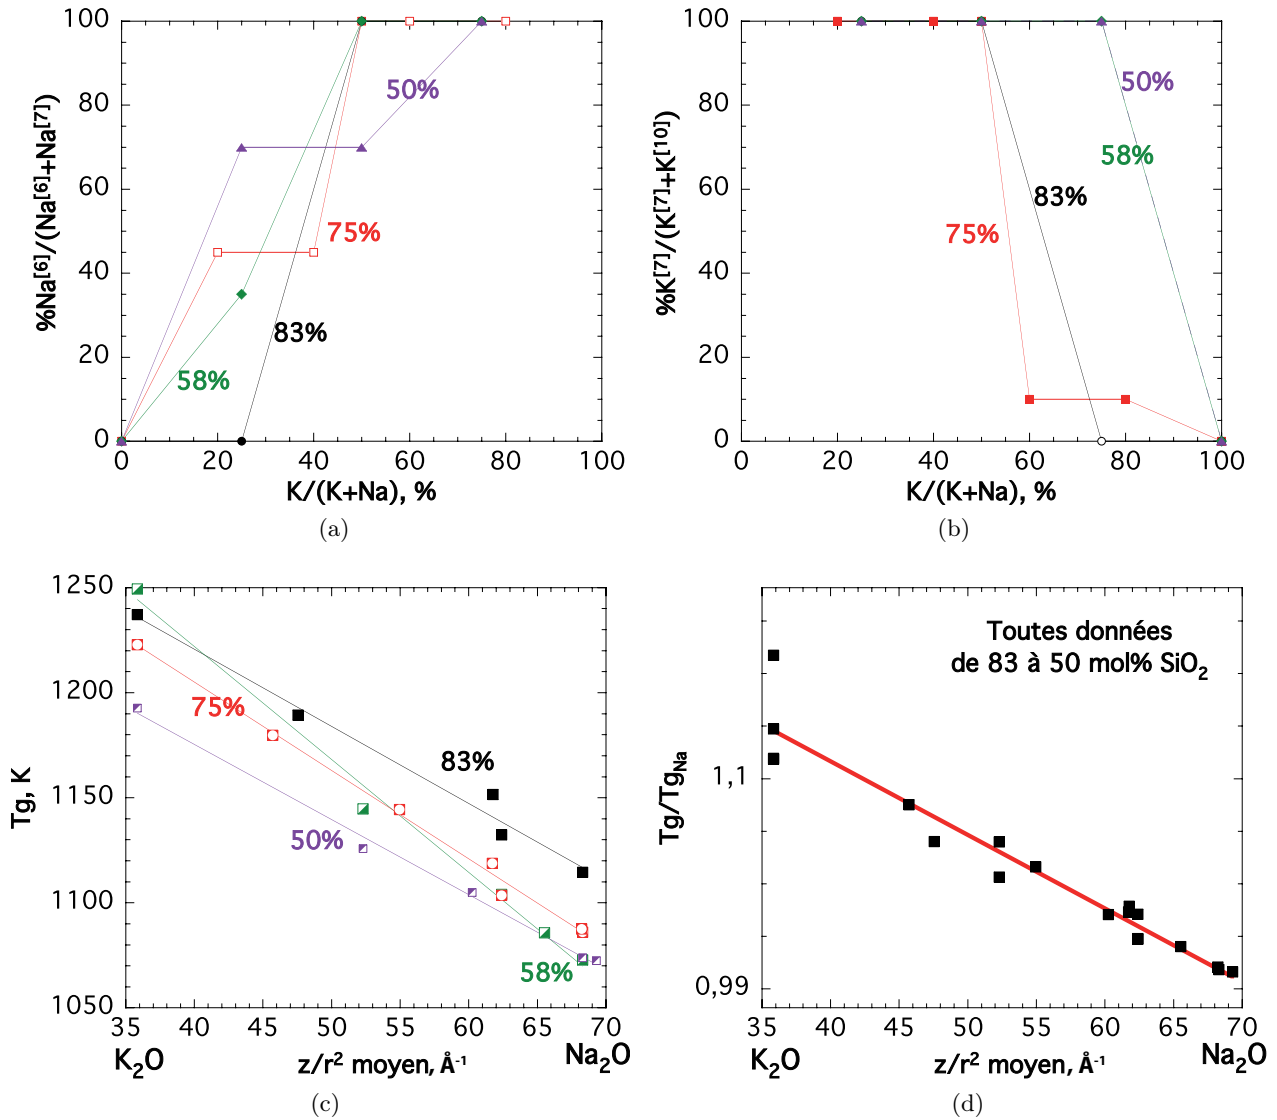 100
80
60
40
20
0
%Na[6]/(Na[6]+Na[7])
50%
75%
83%
58%
0 20 40 60 80 100
K/(K+Na), %
(a)
100
80
60
40
20
0
%K[7]/(K[7]+K[10])
50%
58%
83%
75%
0 20 40 60 80 100
K/(K+Na), %
(b)
1250
1200
1150
1100
1050
Tg, K
75%
83%
50%
58%
35 40 45 50 55 60 65 70
K2O z/r2 moyen, Å-1 Na2O
(c)
Toutes données
de 83 à 50 mol% SiO2
1,1
0,99
Tg/TgNa
35 40 45 50 55 60 65 70
K2O z/r2 moyen, Å-1 Na2O
(d)